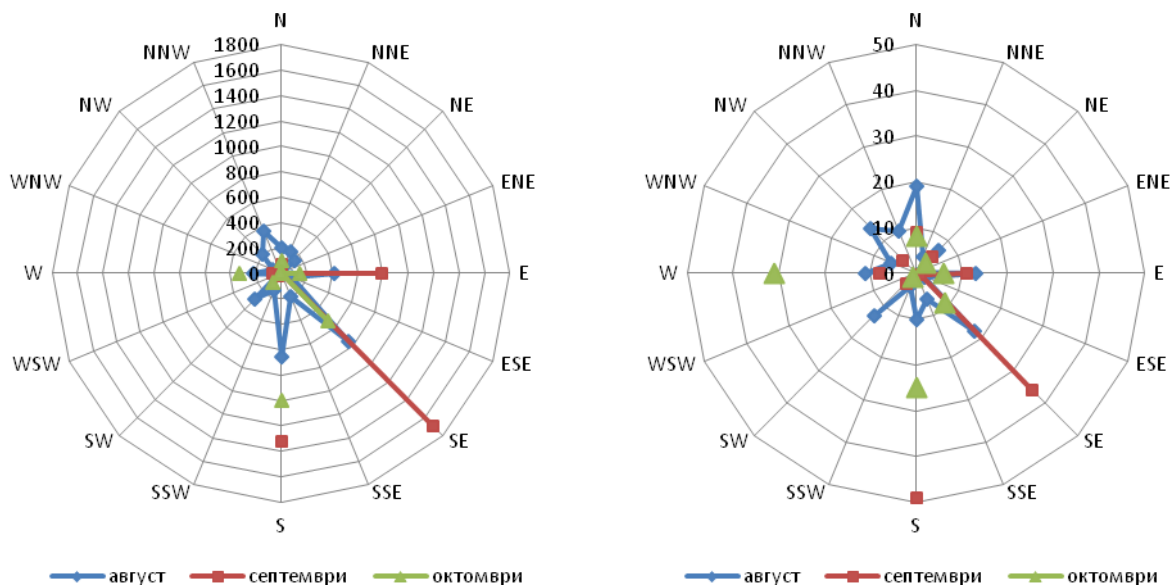 N
NNE
NE
ENE
E
ESE
SE
SSE
S
SSW
SW
WSW
W
WNW
NW
NNW
1800
1600
1400
1200
1000
800
600
400
200
0
август септември октомври
N
NNE
NE
ENE
E
ESE
SE
SSE
S
SSW
SW
WSW
W
WNW
NW
NNW
50
40
30
20
10
0
август септември октомври